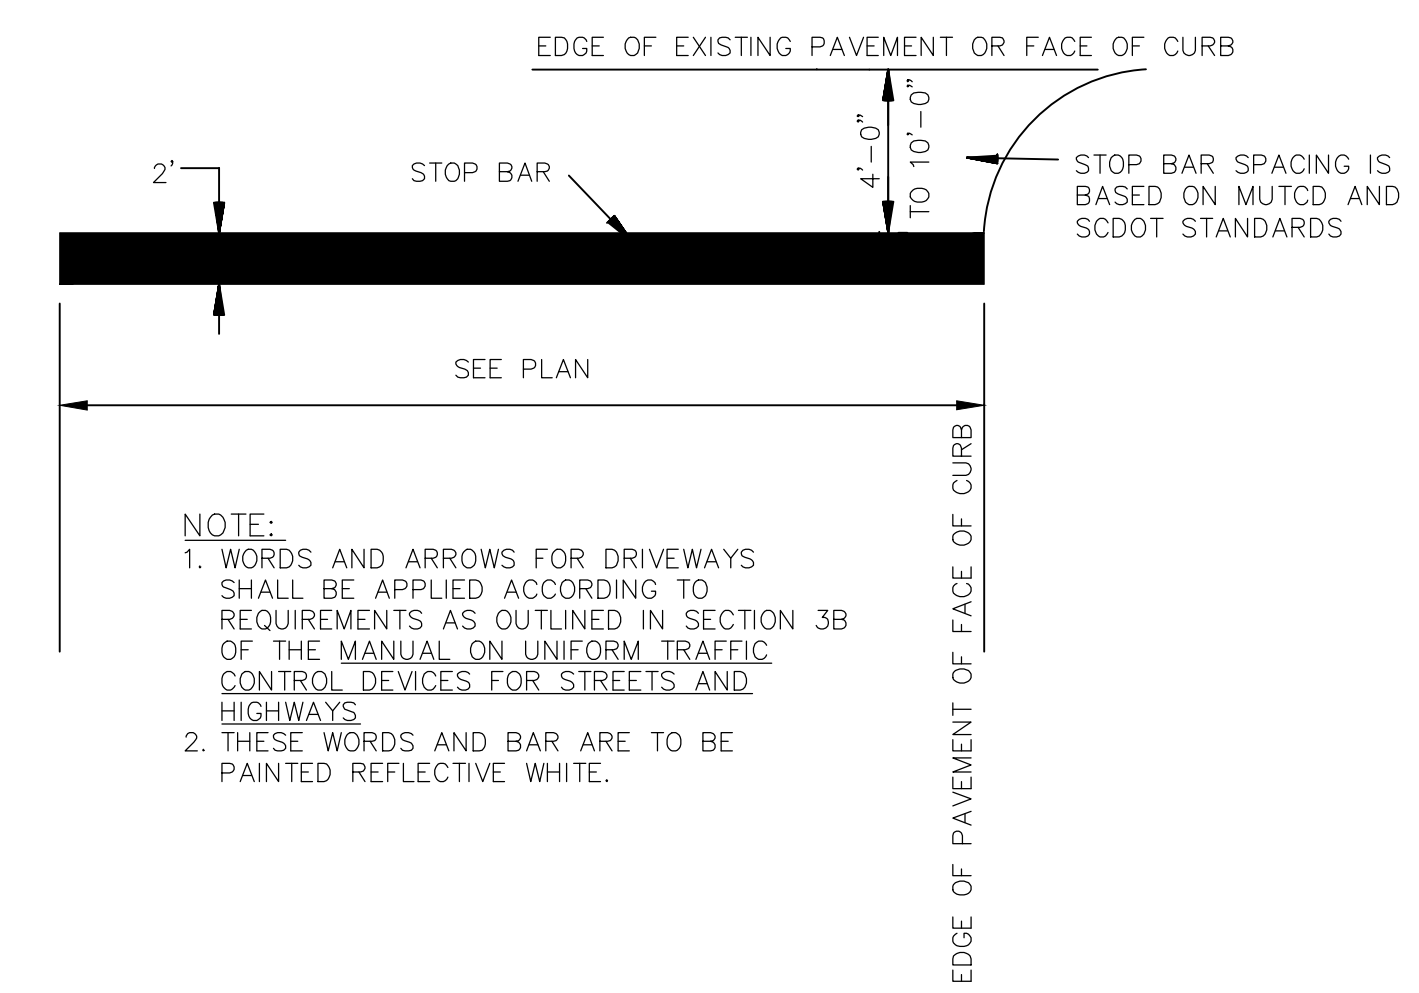 EDGE OF EXISTING PAVEMENT OR FACE OF CURB
4'-0"
TO 10'-0"
2'
STOP BAR
STOP BAR SPACING IS
BASED ON MUTCD AND
SCDOT STANDARDS
SEE PLAN
EDGE OF PAVEMENT OF FACE OF CURB
NOTE:
1. WORDS AND ARROWS FOR DRIVEWAYS
SHALL BE APPLIED ACCORDING TO
REQUIREMENTS AS OUTLINED IN SECTION 3B
OF THE MANUAL ON UNIFORM TRAFFIC
CONTROL DEVICES FOR STREETS AND
HIGHWAYS
2. THESE WORDS AND BAR ARE TO BE
PAINTED REFLECTIVE WHITE.